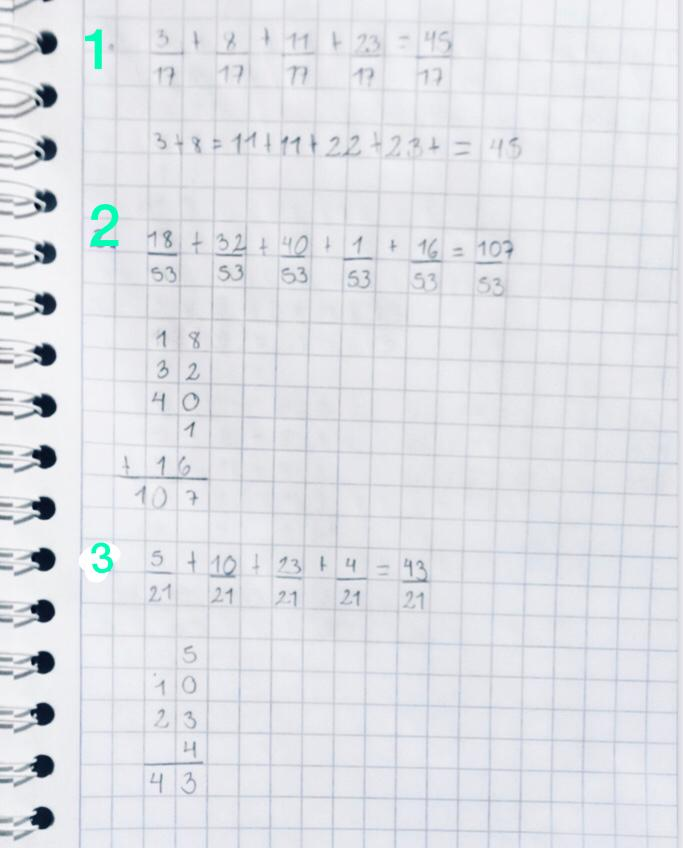 1. 3/17 + 8/17 + 11/17 + 23/17 = 45/17
3 + 8 = 11 + 11 + 22 + 23 + = 45
2 18/53 + 32/53 + 40/53 + 1/53 + 16/53 = 107/53
18
32
40
1
+ 16
107
3 5/21 + 10/21 + 23/21 + 4/21 = 43/21
5
10
23
4
43